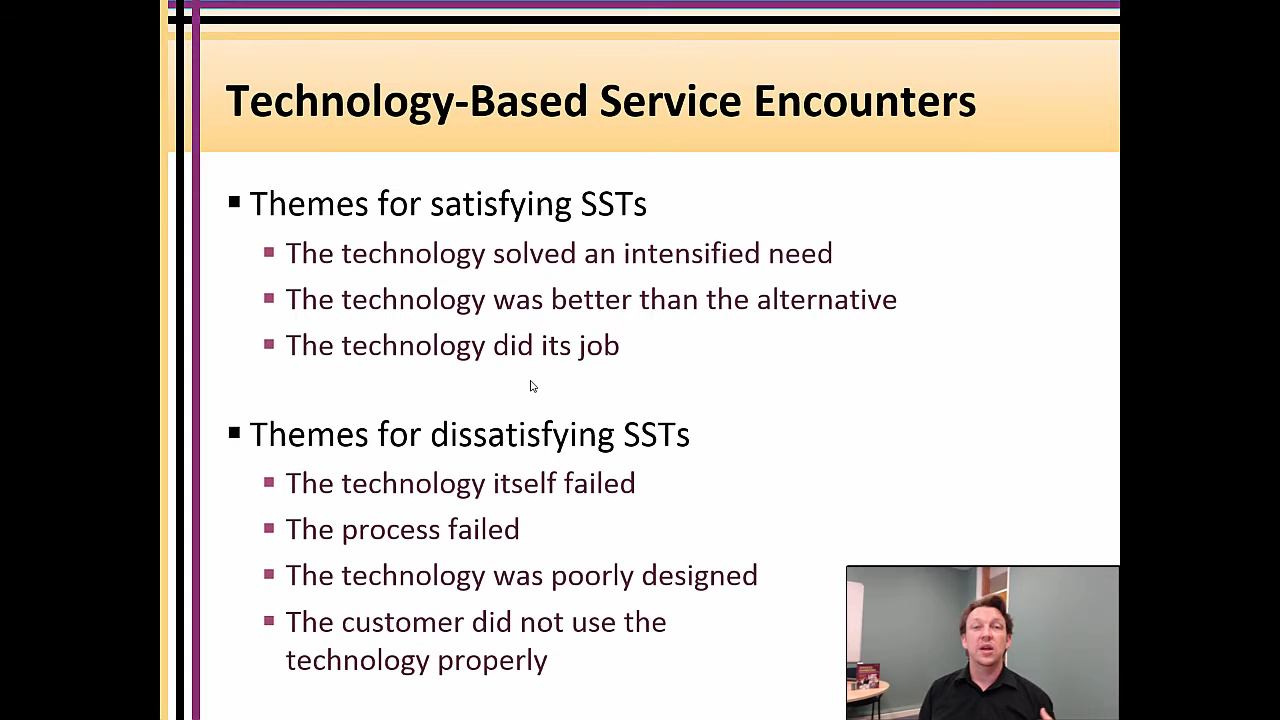 Technology-Based Service Encounters
▪ Themes for satisfying SSTs
▪ The technology solved an intensified need
▪ The technology was better than the alternative
▪ The technology did its job
▪ Themes for dissatisfying SSTs
▪ The technology itself failed
▪ The process failed
▪ The technology was poorly designed
▪ The customer did not use the
technology properly